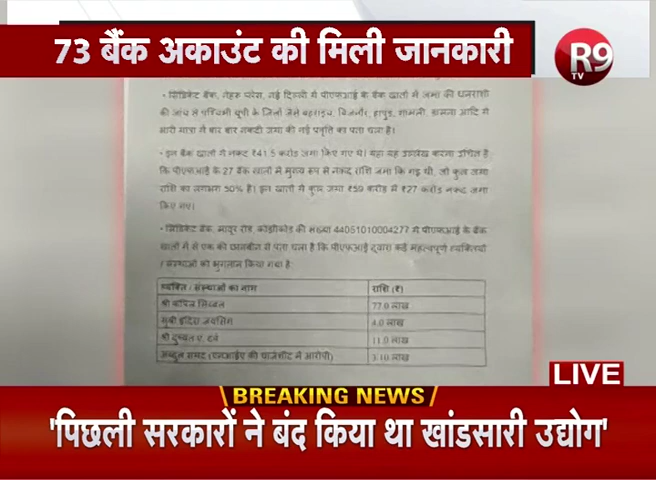 73 बैंक अकाउंट की मिली जानकारी
R9
TV
• सिंडिकेट बैंक, नेहरू प्लेस, नई दिल्ली में पीएफआई के बैंक खातों में जमा की धनराशी
की जांच से पश्चिमी यूपी के जिलों जैसे बहराइच, बिजनौर, हापुड़, शामली, डासना आदि में
भारी मात्रा में बार बार नकदी जमा की गई प्रवृति का पता चला है।
• इन बैंक खातों में नकद ₹41.5 करोड़ जमा किए गए थे। यहां यह उल्लेख करना उचित है
कि पीएफआई के 27 बैंक खातों में मुख्य रूप से नकद राशि जमा कि गई थी, जो कुल जमा
राशि का लगभग 50% है। इन खातों में कुल जमा ₹59 करोड़ में ₹27 करोड़ नकद जमा
किए गए।
• सिंडिकेट बैंक, मावूर रोड कोझीकोड की संख्या 44051010004277 में पीएफआई के बैंक
खातों में से एक की छानबीन से पता चला है कि पीएफआई द्वारा कई महत्वपूर्ण व्यक्तियों
/ संस्थाओं को भुगतान किया गया है:
व्यक्ति / संस्थाओं का नाम राशि (₹)
श्री कपिल सिब्बल 77.0 लाख
सुश्री इंदिरा जयसिंग 4.0 लाख
श्री दुष्यंत ए. दवे 11.0 लाख
अब्दुल समद (एनआईए की चार्जशीट में आरोपी) 3.10 लाख
LIVE
BREAKING NEWS
'पिछली सरकारों ने बंद किया था खांडसारी उद्योग'